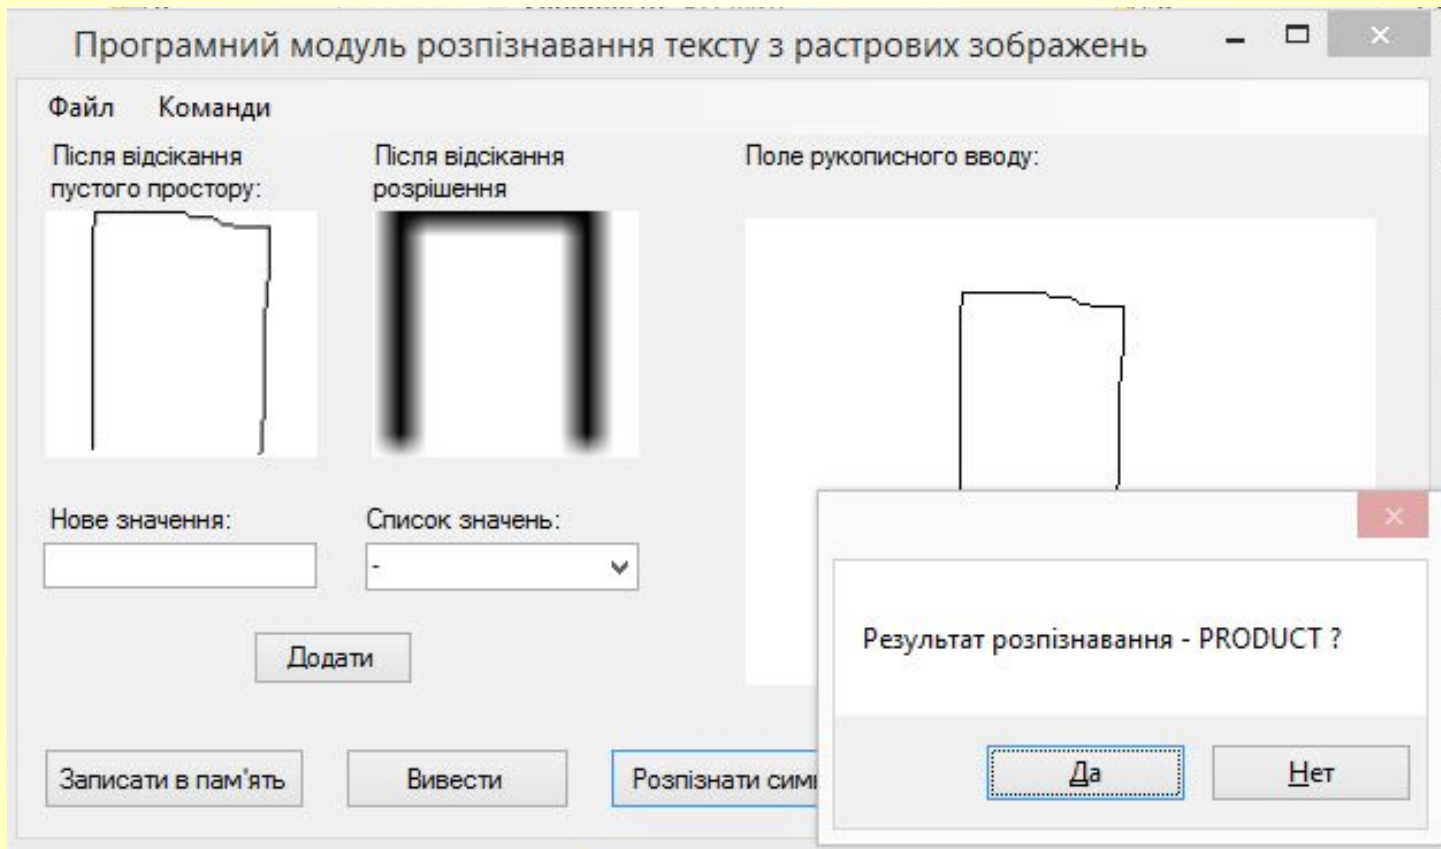 Програмний модуль розпізнавання тексту з растрових зображень
Файл Команди
Після відсікання
пустого простору:
Після відсікання
розрішення
Поле рукописного вводу:
Нове значення:
Список значень:
-
Додати
Результат розпізнавання - PRODUCT ?
Да
Нет
Записати в пам'ять
Вивести
Розпізнати